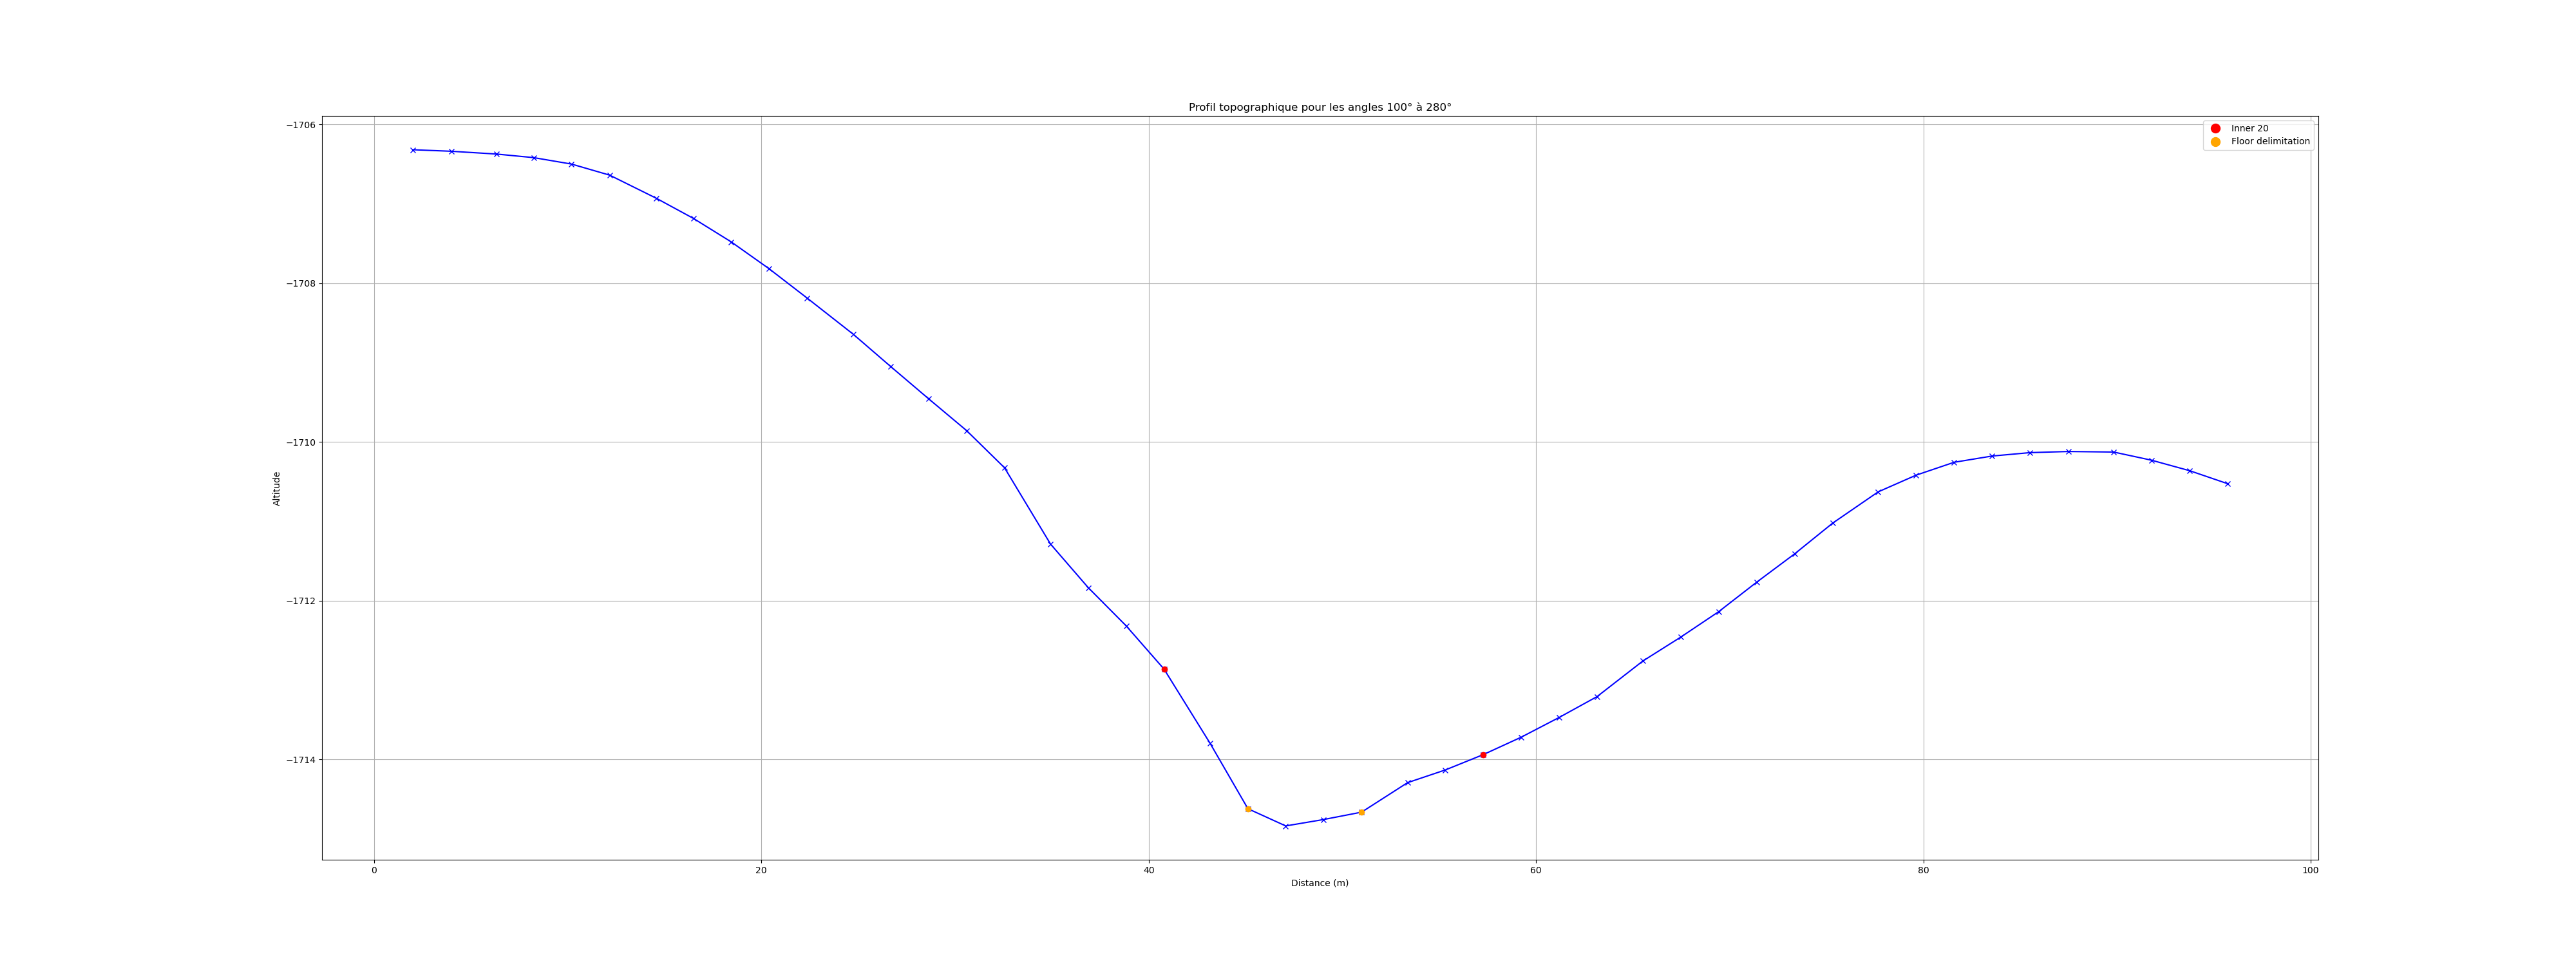 Profil topographique pour les angles 100° à 280°
Inner 20
Floor delimitation
Altitude
−1706
−1708
−1710
−1712
−1714
0 20 40 60 80 100
Distance (m)